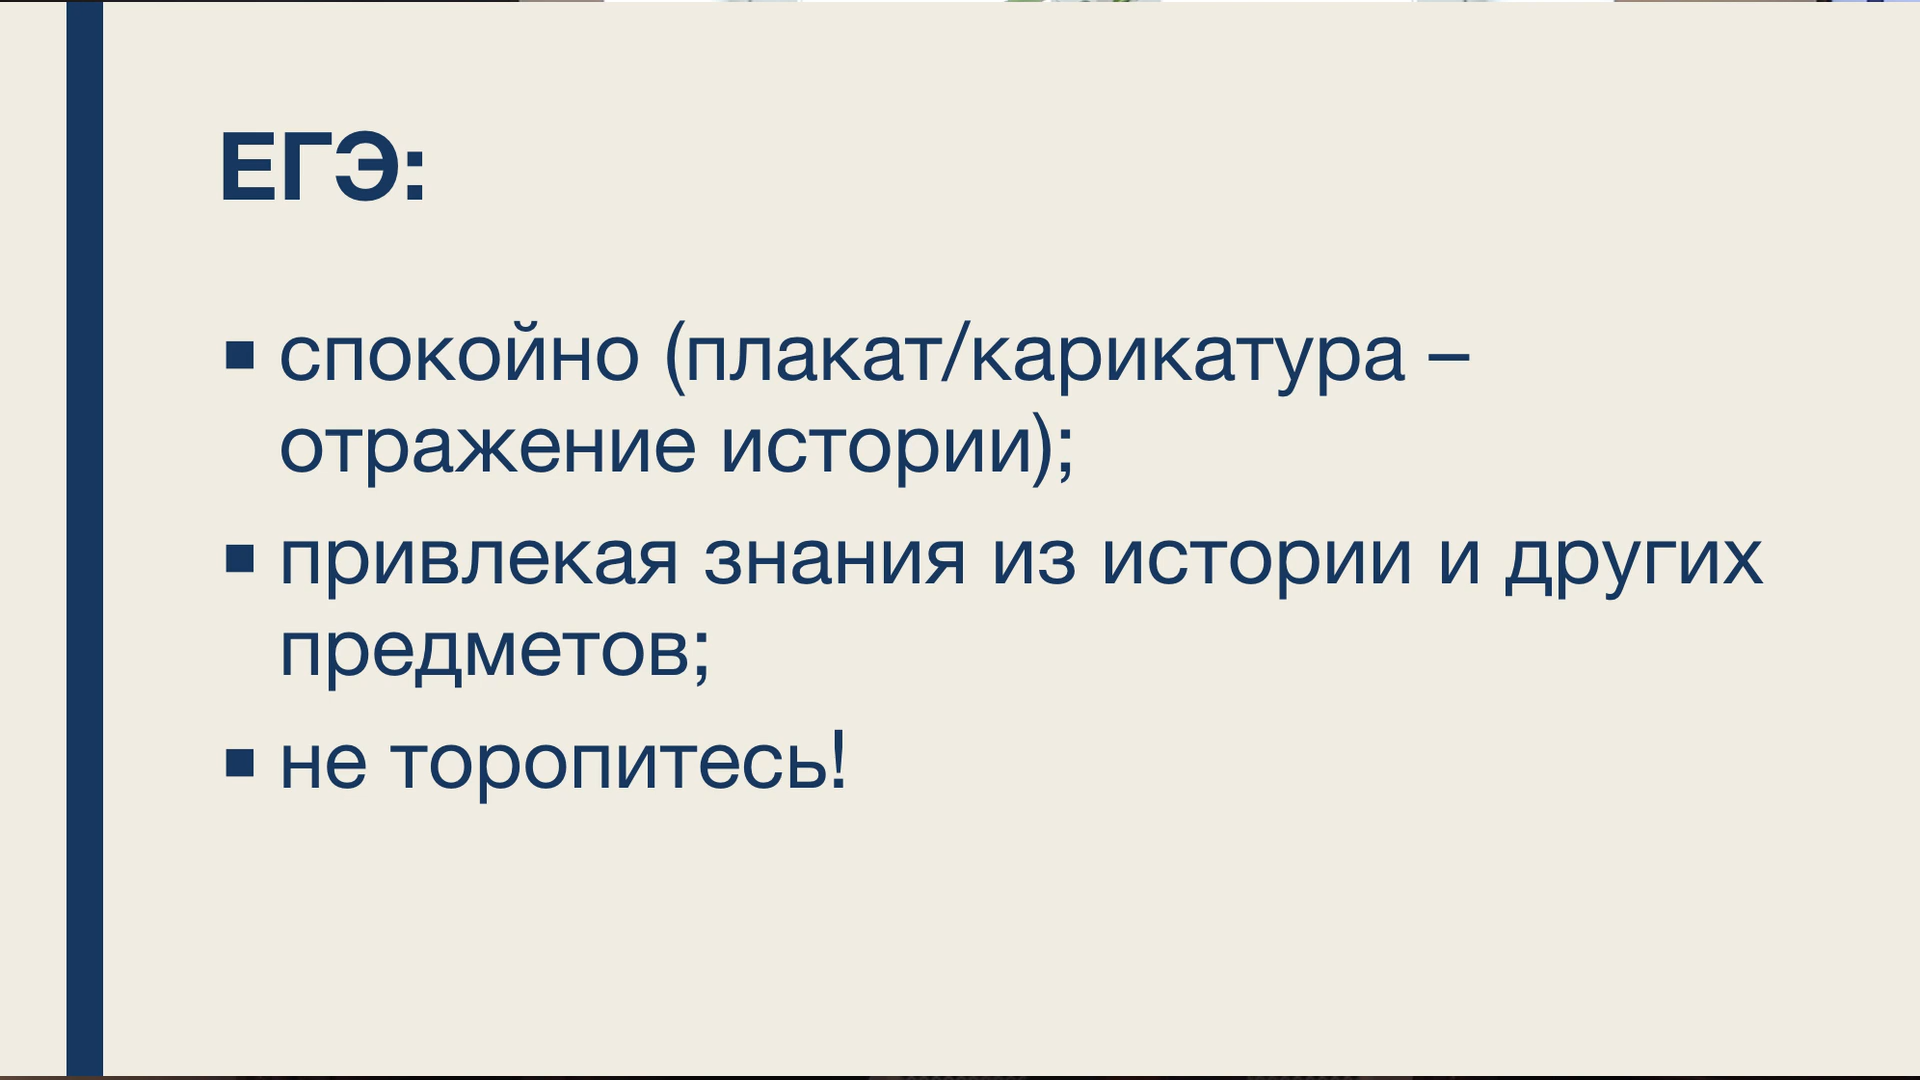 ЕГЭ:
▪ спокойно (плакат/карикатура –
отражение истории);
▪ привлекая знания из истории и других
предметов;
▪ не торопитесь!